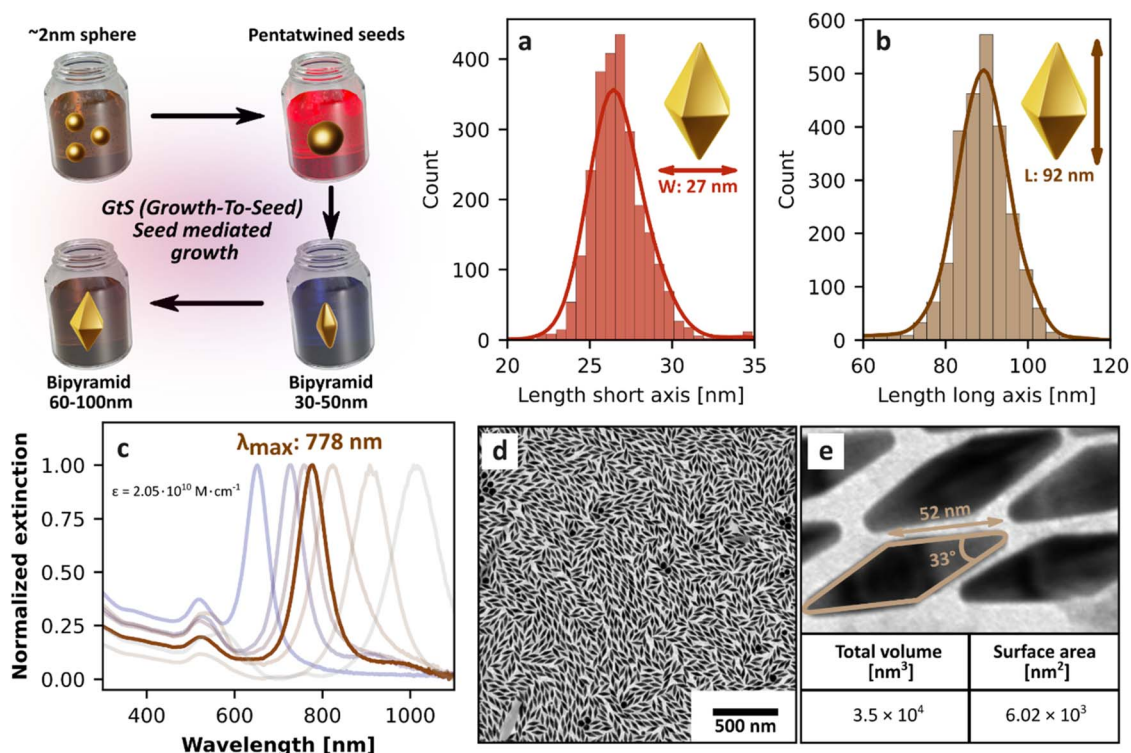 ~2nm sphere
Pentatwined seeds
GtS (Growth-To-Seed)
Seed mediated
growth
Bipyramid
60-100nm
Bipyramid
30-50nm
a
400
300
200
100
0
Count
W: 27 nm
20
25
30
35
Length short axis [nm]
b
600
500
400
300
200
100
0
Count
L: 92 nm
60
80
100
120
Length long axis [nm]
c
λmax: 778 nm
ε = 2.05·10¹⁰ M·cm⁻¹
1.00
0.75
0.50
0.25
0.00
Normalized extinction
400
600
800
1000
Wavelength [nm]
d
500 nm
e
52 nm
33°
Total volume
[nm³]
Surface area
[nm²]
3.5 × 10⁴
6.02 × 10³